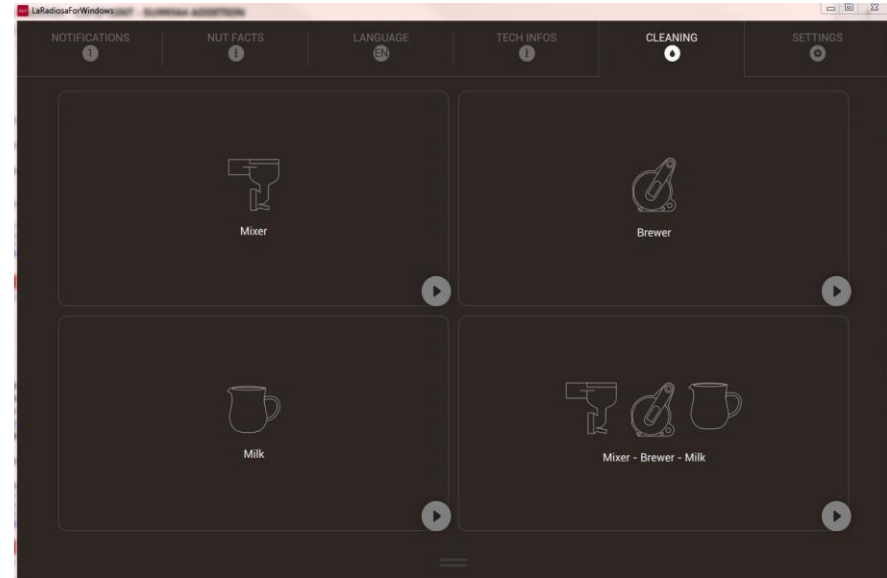 LaRadiosaForWindows
NOTIFICATIONS
1
NUT FACTS
LANGUAGE
EN
TECH INFOS
CLEANING
SETTINGS
Mixer
Brewer
Milk
Mixer - Brewer - Milk